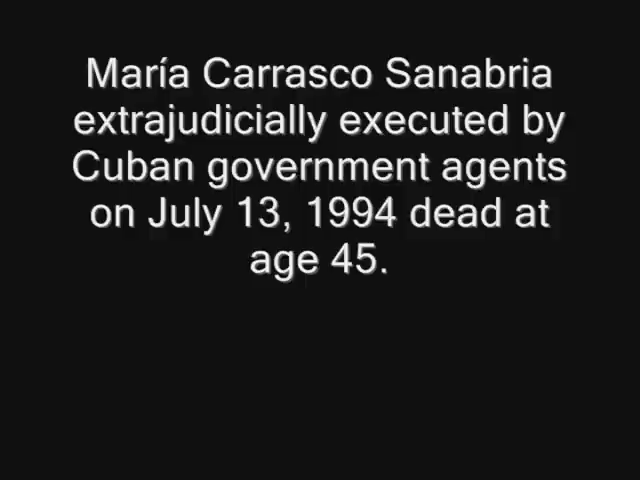 María Carrasco Sanabria
extrajudicially executed by
Cuban government agents
on July 13, 1994 dead at
age 45.